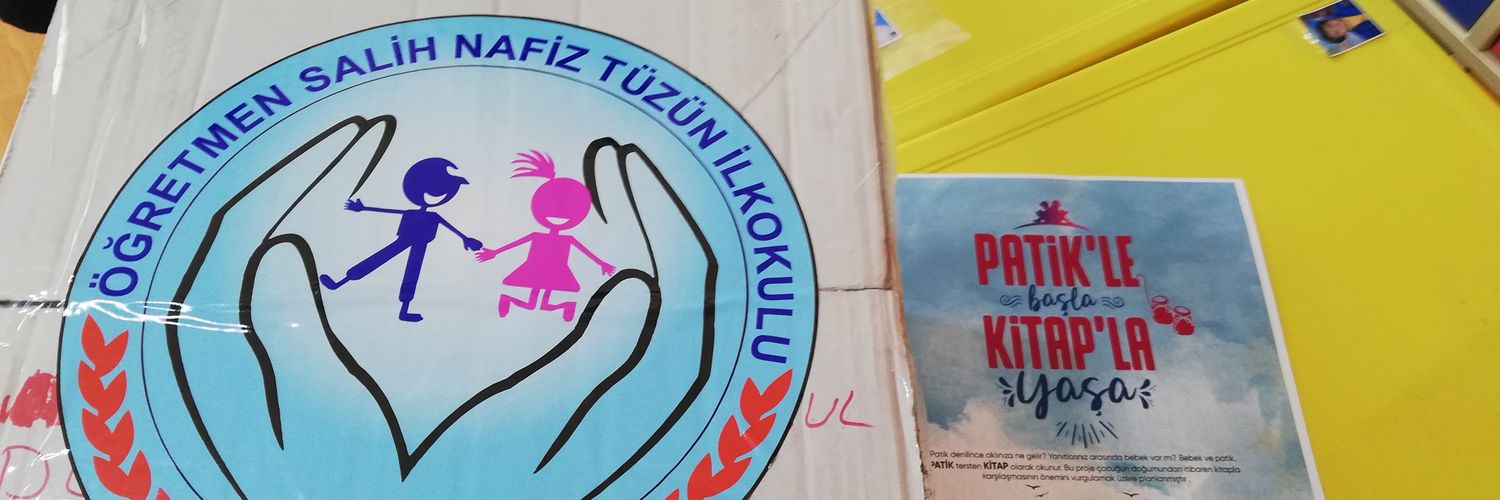 ÖĞRETMEN SALİH NAFİZ TÜZÜN İLKOKULU
UL
PATİK'LE
başla
KİTAP'LA
Yaşa
Patik denilince aklınıza ne gelir? Yanıtlarınız arasında bebek var mı? Bebek ve patik.
PATİK tersten KİTAP olarak okunur. Bu proje çocuğun doğumundan itibaren kitapla
karşılaşmasının önemini vurgulamak üzere planlanmıştır .